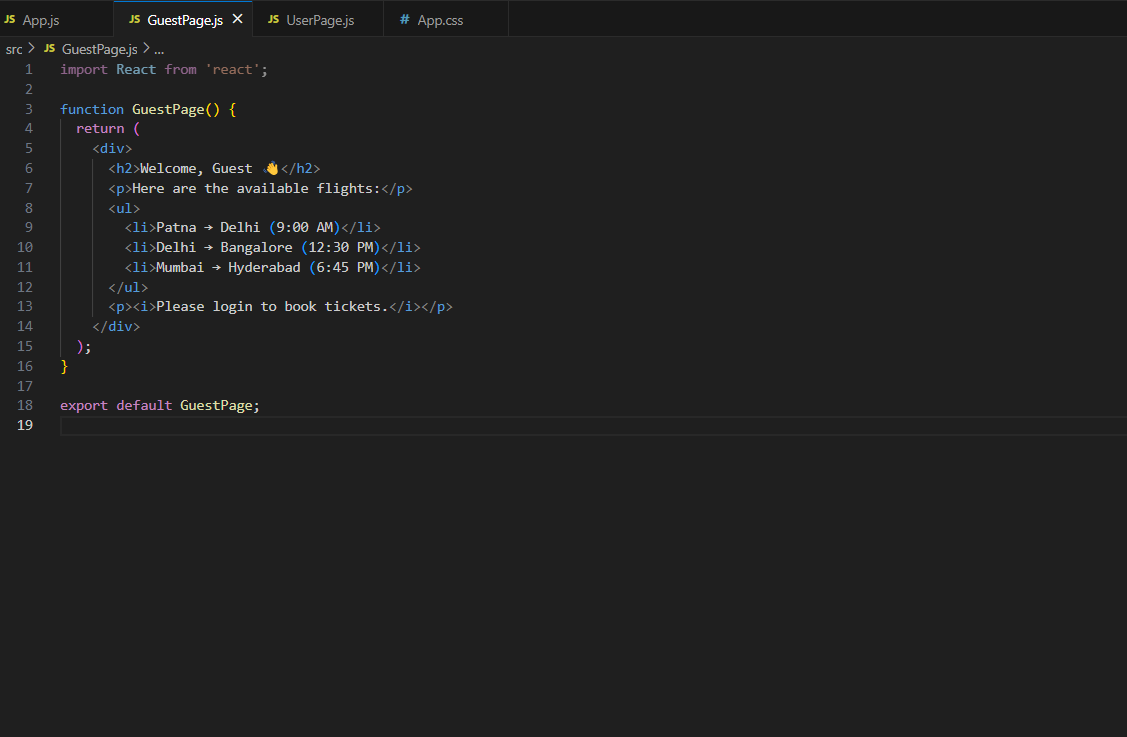 JS App.js JS GuestPage.js × JS UserPage.js # App.css
src > JS GuestPage.js > ...
1 import React from 'react';
2
3 function GuestPage() {
4   return (
5     <div>
6       <h2>Welcome, Guest 👋</h2>
7       <p>Here are the available flights:</p>
8       <ul>
9         <li>Patna → Delhi (9:00 AM)</li>
10         <li>Delhi → Bangalore (12:30 PM)</li>
11         <li>Mumbai → Hyderabad (6:45 PM)</li>
12       </ul>
13       <p><i>Please login to book tickets.</i></p>
14     </div>
15   );
16 }
17
18 export default GuestPage;
19